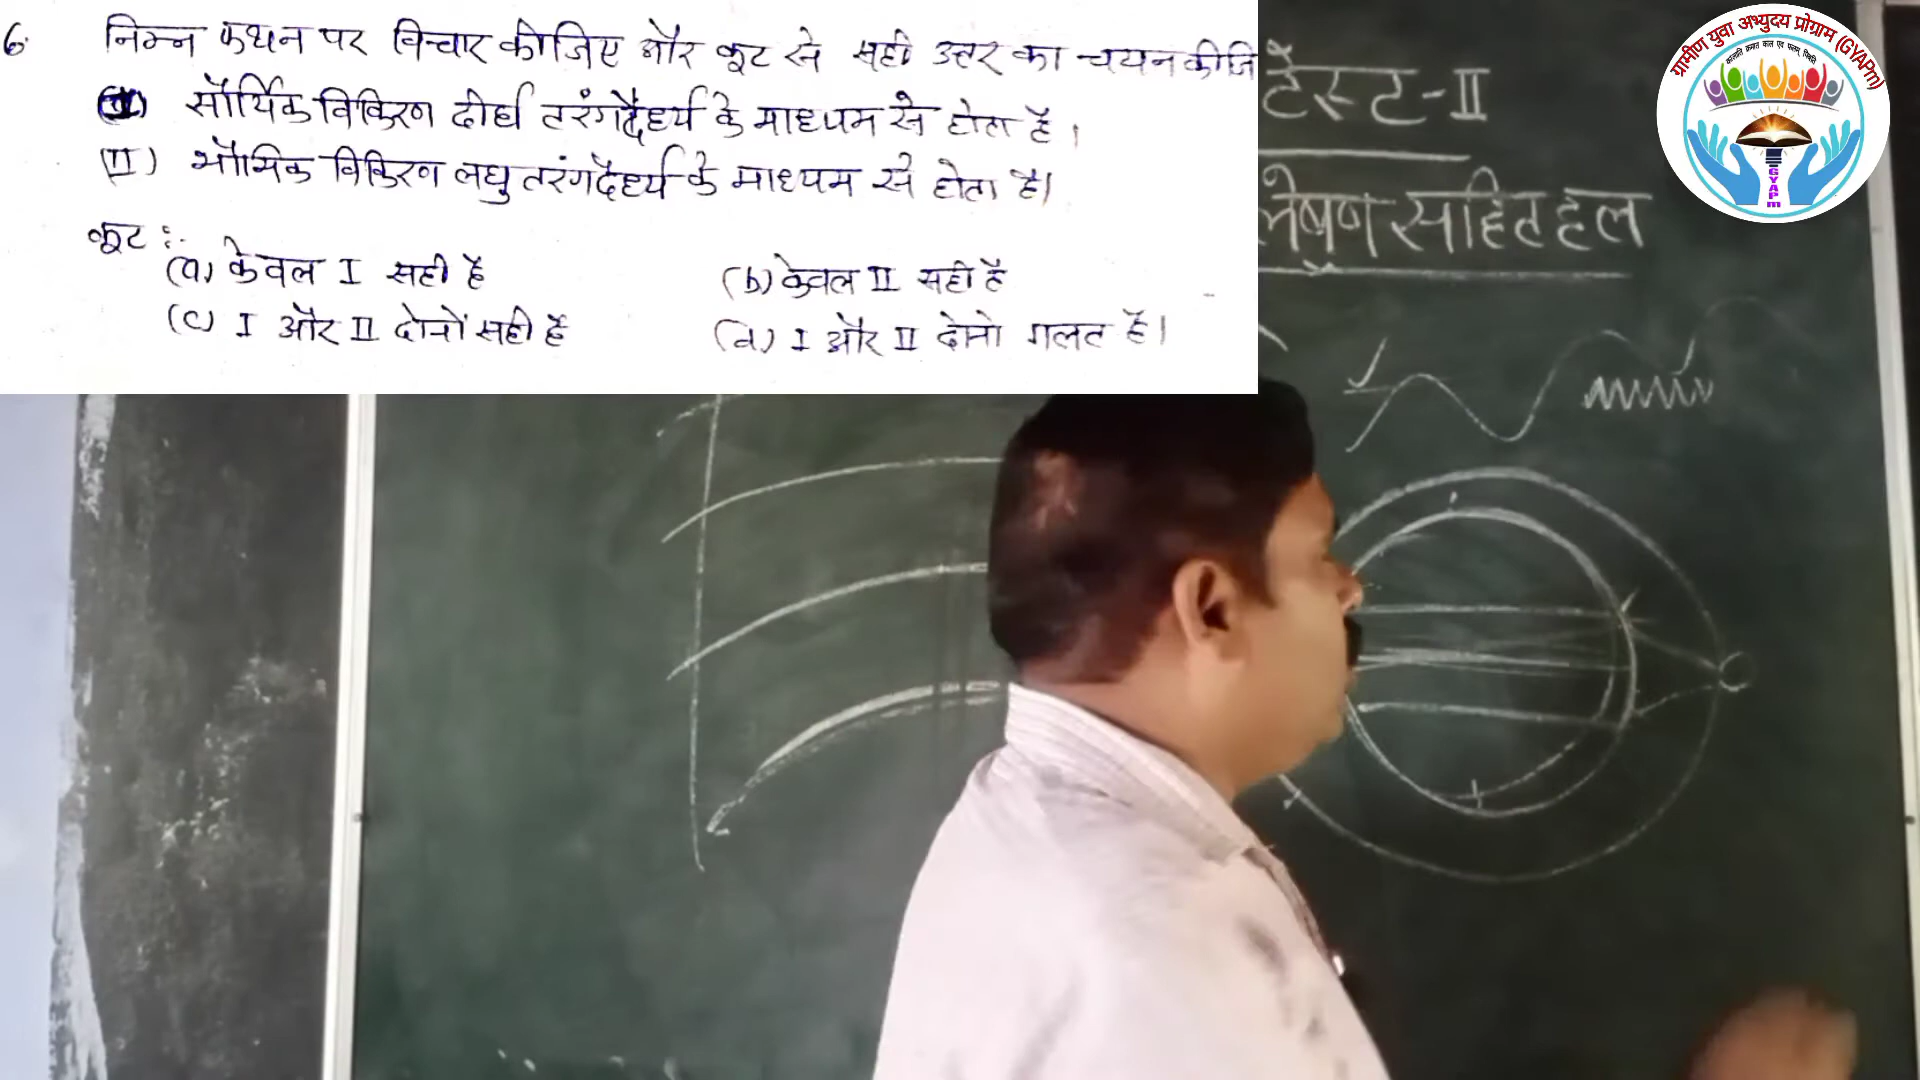 6. निम्न कथन पर विचार कीजिए और कूट से सही उत्तर का चयन कीजि
(I) सौर्यिक विकिरण दीर्घ तरंगदैर्ध्य के माध्यम से होता है।
(II) भौमिक विकिरण लघु तरंगदैर्ध्य के माध्यम से होता है।
कूट :-
(a) केवल I सही है (b) केवल II सही है
(c) I और II दोनों सही हैं (d) I और II दोनो गलत है।
टेस्ट-II
सहित हल
ग्रामीण युवा अभ्युदय प्रोग्राम (GYAPm)
GYAPm